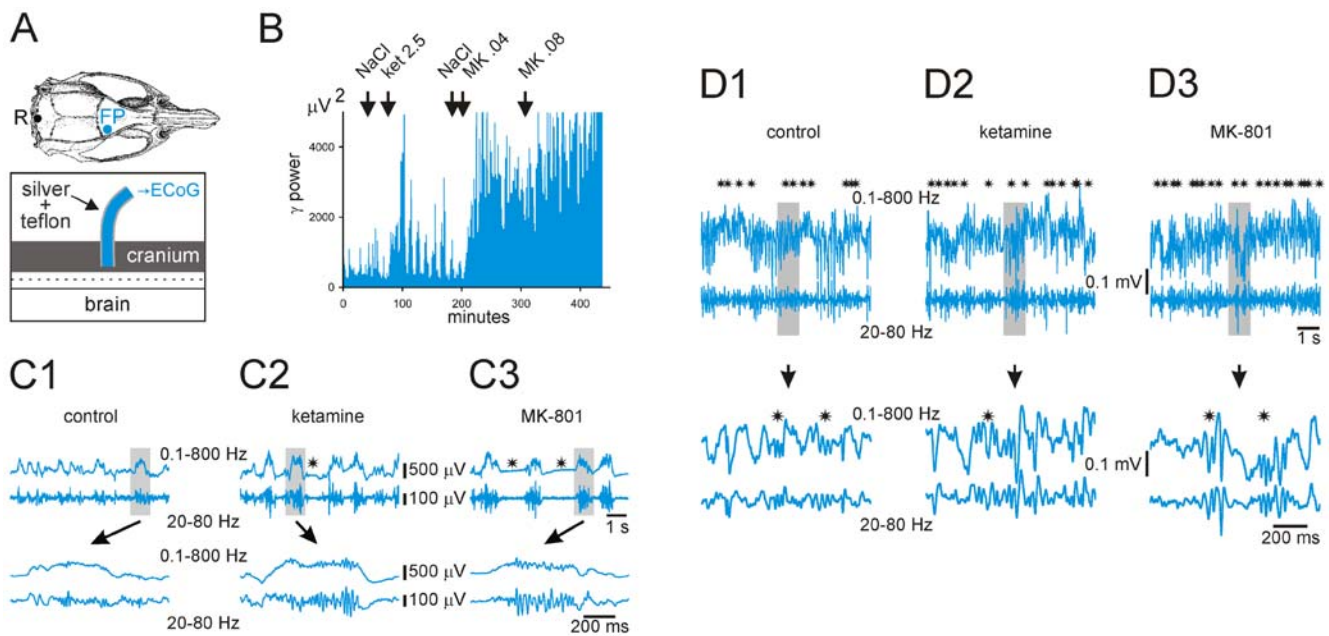 A
R
FP
silver
+
teflon
→ECoG
cranium
brain
B
NaCl
ket 2.5
NaCl
MK .04
MK .08
μV 2
γ power
4000
2000
0
0
100
200
300
400
minutes
C1
control
0.1-800 Hz
20-80 Hz
0.1-800 Hz
20-80 Hz
C2
ketamine
500 μV
100 μV
500 μV
100 μV
C3
MK-801
1 s
200 ms
D1
control
0.1-800 Hz
20-80 Hz
0.1-800 Hz
20-80 Hz
D2
ketamine
0.1 mV
0.1 mV
D3
MK-801
1 s
200 ms